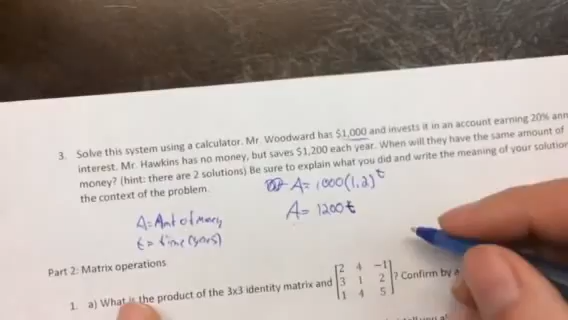 3. Solve this system using a calculator. Mr. Woodward has $1,000 and invests it in an account earning 20% ann
interest. Mr. Hawkins has no money, but saves $1,200 each year. When will they have the same amount of
money? (hint: there are 2 solutions) Be sure to explain what you did and write the meaning of your solution
the context of the problem.
A= 1000(1.2)^t
A= 1200t
A= Amt of money
t= time (years)
Part 2: Matrix operations
1. a) What is the product of the 3x3 identity matrix and [2 4 -1
3 1 2
1 4 5]? Confirm by a